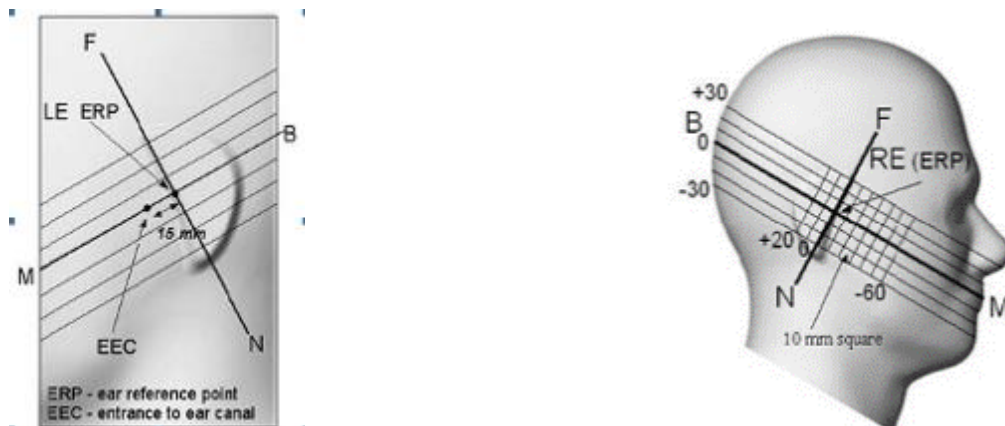 F
LE ERP
B
15 mm
M
EEC
N
ERP - ear reference point
EEC - entrance to ear canal
+30
B
0
F
RE (ERP)
-30
+20
0
N
-60
M
10 mm square